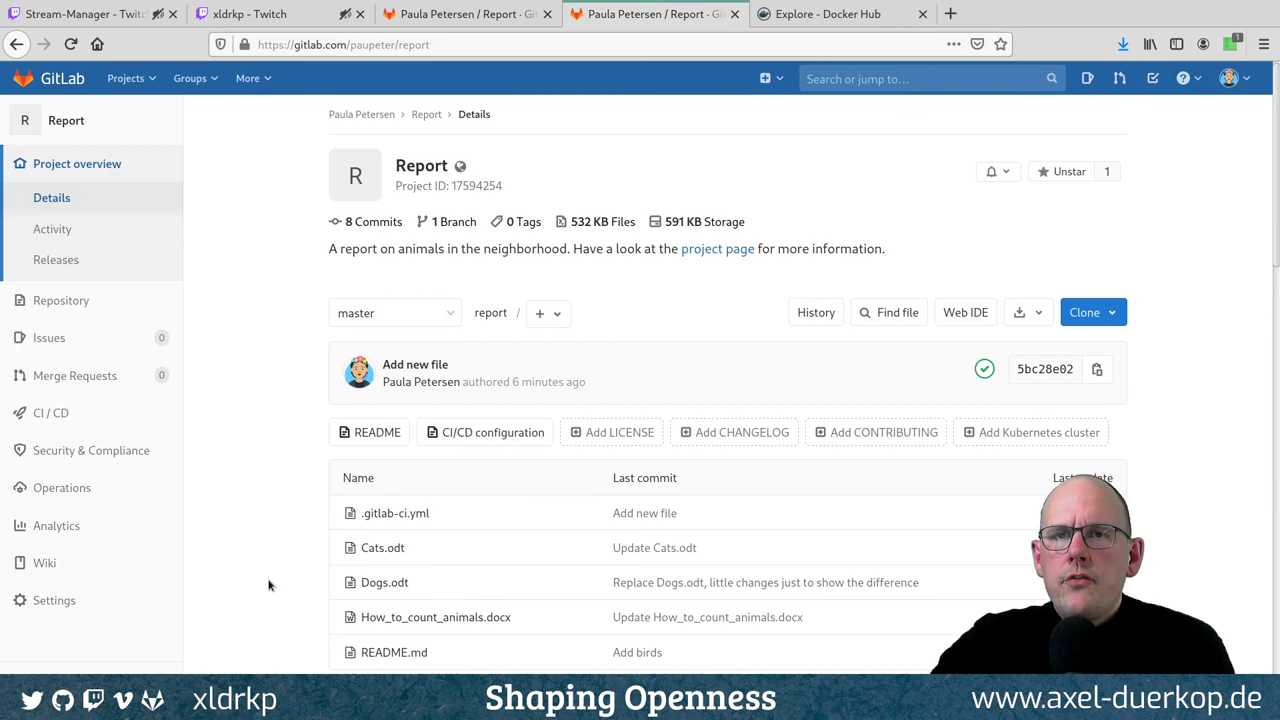 Stream-Manager - Twitch
xldrkp - Twitch
Paula Petersen / Report · Git
Paula Petersen / Report · Git
Explore - Docker Hub
https://gitlab.com/paupeter/report
1
GitLab
Projects
Groups
More
Search or jump to…
R
Report
Paula Petersen
Report
Details
Project overview
R
Report
Project ID: 17594254
Unstar
1
Details
8 Commits
1 Branch
0 Tags
532 KB Files
591 KB Storage
Activity
A report on animals in the neighborhood. Have a look at the project page for more information.
Releases
Repository
master
report /
History
Find file
Web IDE
Clone
Issues
0
Add new file
5bc28e02
Merge Requests
0
Paula Petersen authored 6 minutes ago
CI / CD
README
CI/CD configuration
Add LICENSE
Add CHANGELOG
Add CONTRIBUTING
Add Kubernetes cluster
Security & Compliance
Name
Last commit
Operations
.gitlab-ci.yml
Add new file
Analytics
Cats.odt
Update Cats.odt
Wiki
Dogs.odt
Replace Dogs.odt, little changes just to show the difference
Settings
How_to_count_animals.docx
Update How_to_count_animals.docx
README.md
Add birds
xldrkp
Shaping Openness
www.axel-duerkop.de